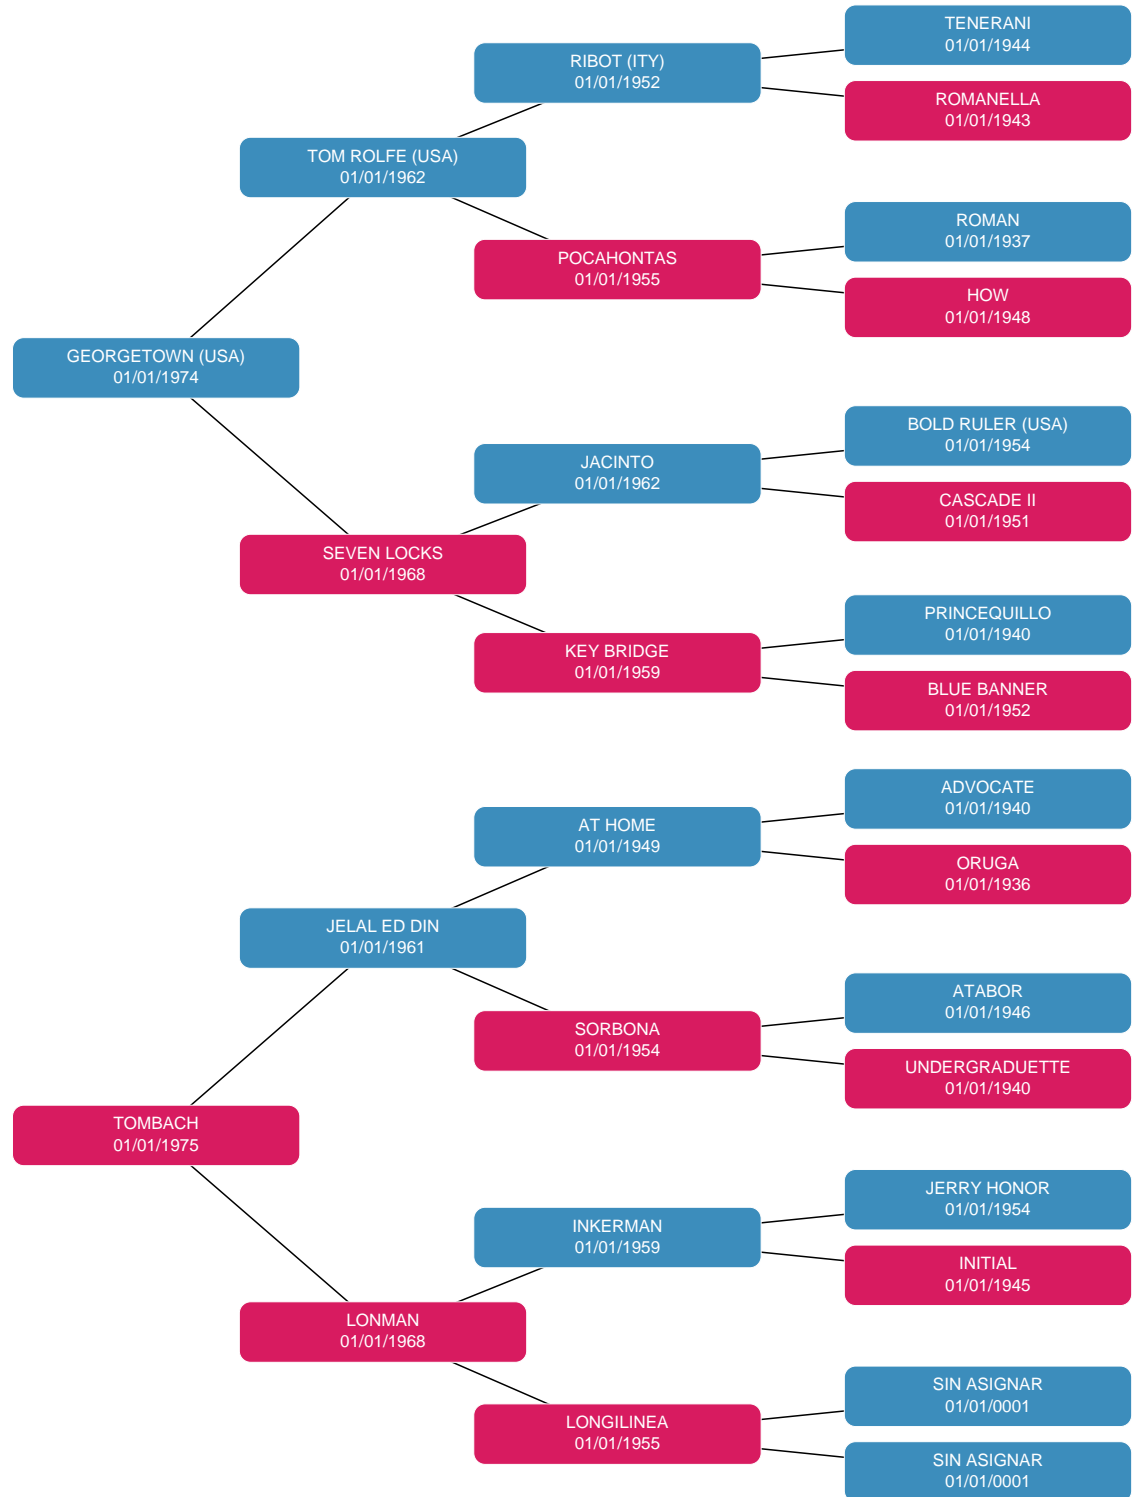 TENERANI
01/01/1944
RIBOT (ITY)
01/01/1952
ROMANELLA
01/01/1943
TOM ROLFE (USA)
01/01/1962
ROMAN
01/01/1937
POCAHONTAS
01/01/1955
HOW
01/01/1948
GEORGETOWN (USA)
01/01/1974
BOLD RULER (USA)
01/01/1954
JACINTO
01/01/1962
CASCADE II
01/01/1951
SEVEN LOCKS
01/01/1968
PRINCEQUILLO
01/01/1940
KEY BRIDGE
01/01/1959
BLUE BANNER
01/01/1952
ADVOCATE
01/01/1940
AT HOME
01/01/1949
ORUGA
01/01/1936
JELAL ED DIN
01/01/1961
ATABOR
01/01/1946
SORBONA
01/01/1954
UNDERGRADUETTE
01/01/1940
TOMBACH
01/01/1975
JERRY HONOR
01/01/1954
INKERMAN
01/01/1959
INITIAL
01/01/1945
LONMAN
01/01/1968
SIN ASIGNAR
01/01/0001
LONGILINEA
01/01/1955
SIN ASIGNAR
01/01/0001